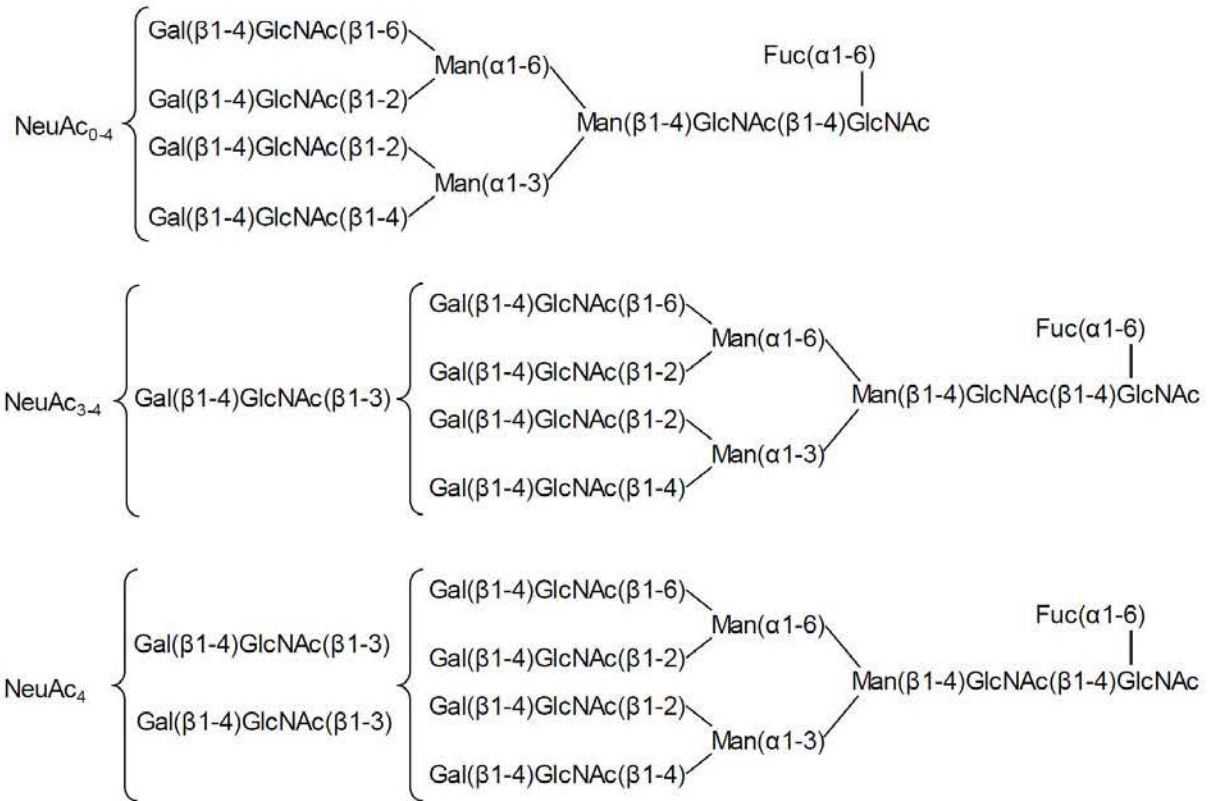 Gal(β1-4)GlcNAc(β1-6)
Fuc(α1-6)
Man(α1-6)
Gal(β1-4)GlcNAc(β1-2)
NeuAc0-4
Man(β1-4)GlcNAc(β1-4)GlcNAc
Gal(β1-4)GlcNAc(β1-2)
Man(α1-3)
Gal(β1-4)GlcNAc(β1-4)
Gal(β1-4)GlcNAc(β1-6)
Fuc(α1-6)
Man(α1-6)
Gal(β1-4)GlcNAc(β1-2)
NeuAc3-4
Gal(β1-4)GlcNAc(β1-3)
Man(β1-4)GlcNAc(β1-4)GlcNAc
Gal(β1-4)GlcNAc(β1-2)
Man(α1-3)
Gal(β1-4)GlcNAc(β1-4)
Gal(β1-4)GlcNAc(β1-6)
Fuc(α1-6)
Man(α1-6)
Gal(β1-4)GlcNAc(β1-3)
Gal(β1-4)GlcNAc(β1-2)
NeuAc4
Man(β1-4)GlcNAc(β1-4)GlcNAc
Gal(β1-4)GlcNAc(β1-3)
Gal(β1-4)GlcNAc(β1-2)
Man(α1-3)
Gal(β1-4)GlcNAc(β1-4)